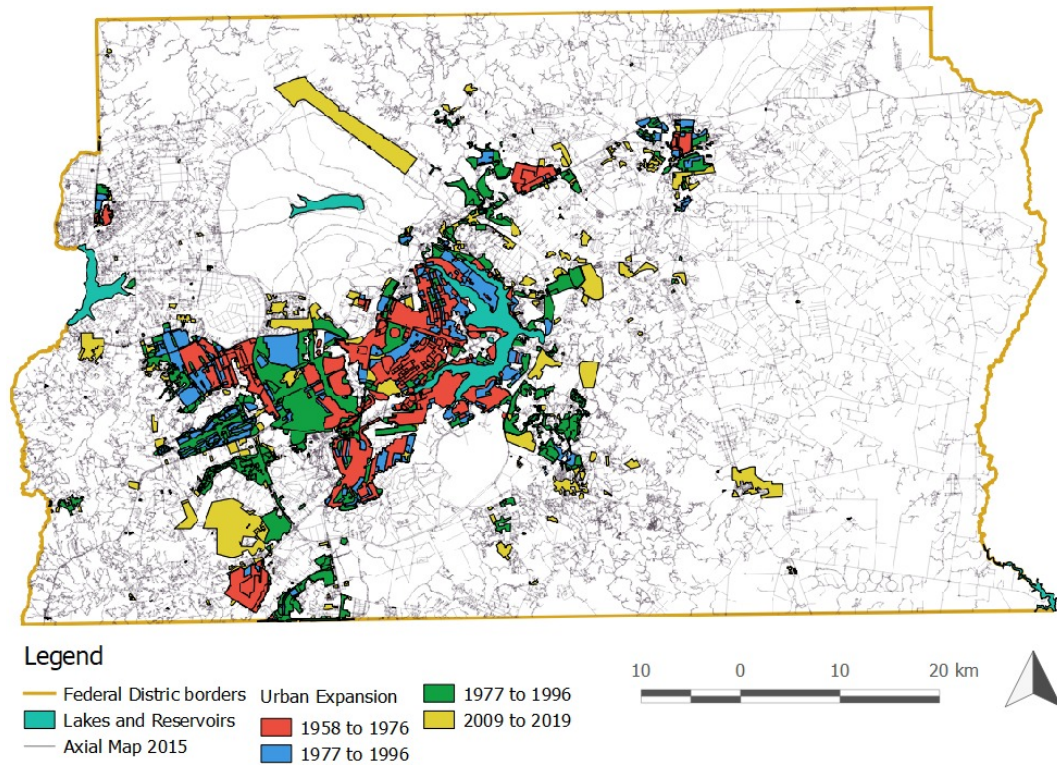 Legend
Federal Distric borders
Lakes and Reservoirs
Axial Map 2015
Urban Expansion
1958 to 1976
1977 to 1996
1977 to 1996
2009 to 2019
10 0 10 20 km